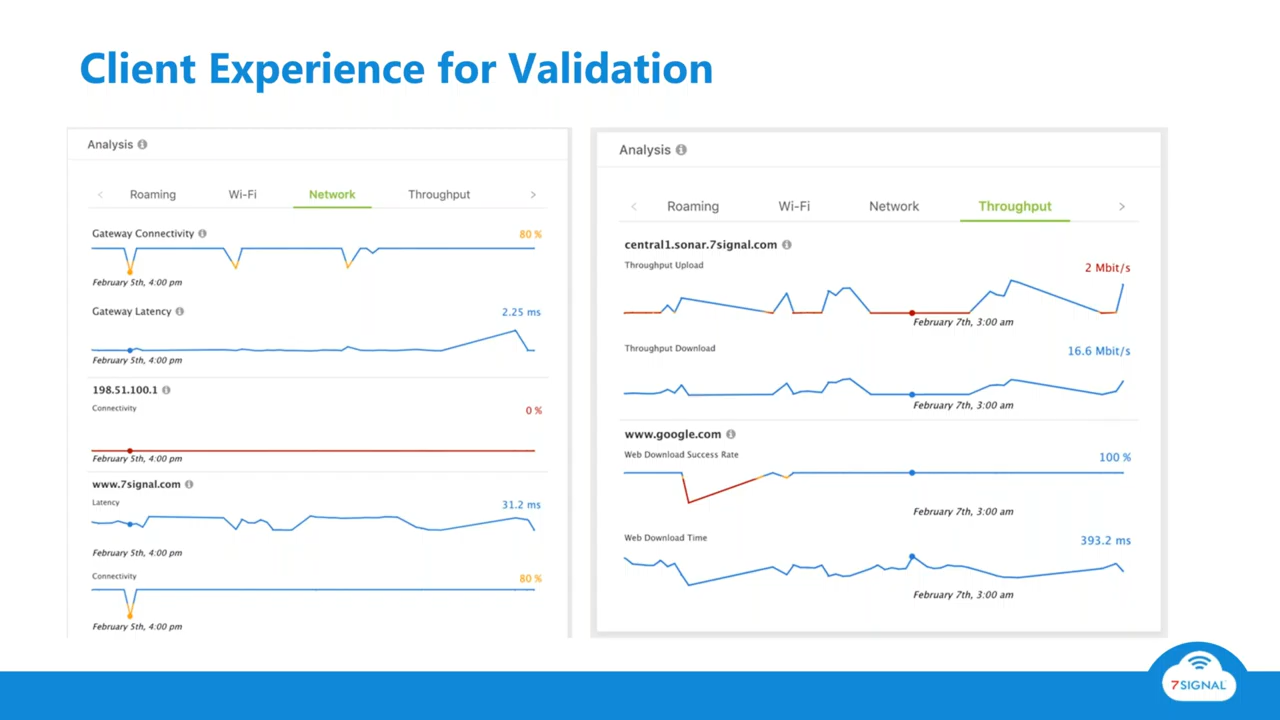 Client Experience for Validation
Analysis
Roaming Wi-Fi Network Throughput
Gateway Connectivity 80 %
February 5th, 4:00 pm
Gateway Latency 2.25 ms
February 5th, 4:00 pm
198.51.100.1
Connectivity 0 %
February 5th, 4:00 pm
www.7signal.com
Latency 31.2 ms
February 5th, 4:00 pm
Connectivity 80 %
February 5th, 4:00 pm
Analysis
Roaming Wi-Fi Network Throughput
central1.sonar.7signal.com
Throughput Upload 2 Mbit/s
February 7th, 3:00 am
Throughput Download 16.6 Mbit/s
February 7th, 3:00 am
www.google.com
Web Download Success Rate 100 %
February 7th, 3:00 am
Web Download Time 393.2 ms
February 7th, 3:00 am
7SIGNAL